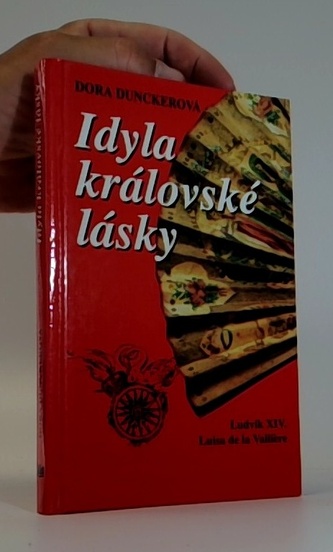 DORA DUNCKEROVÁ
Idyla
královské
lásky
Ludvík XIV.
Luisa de la Vallière